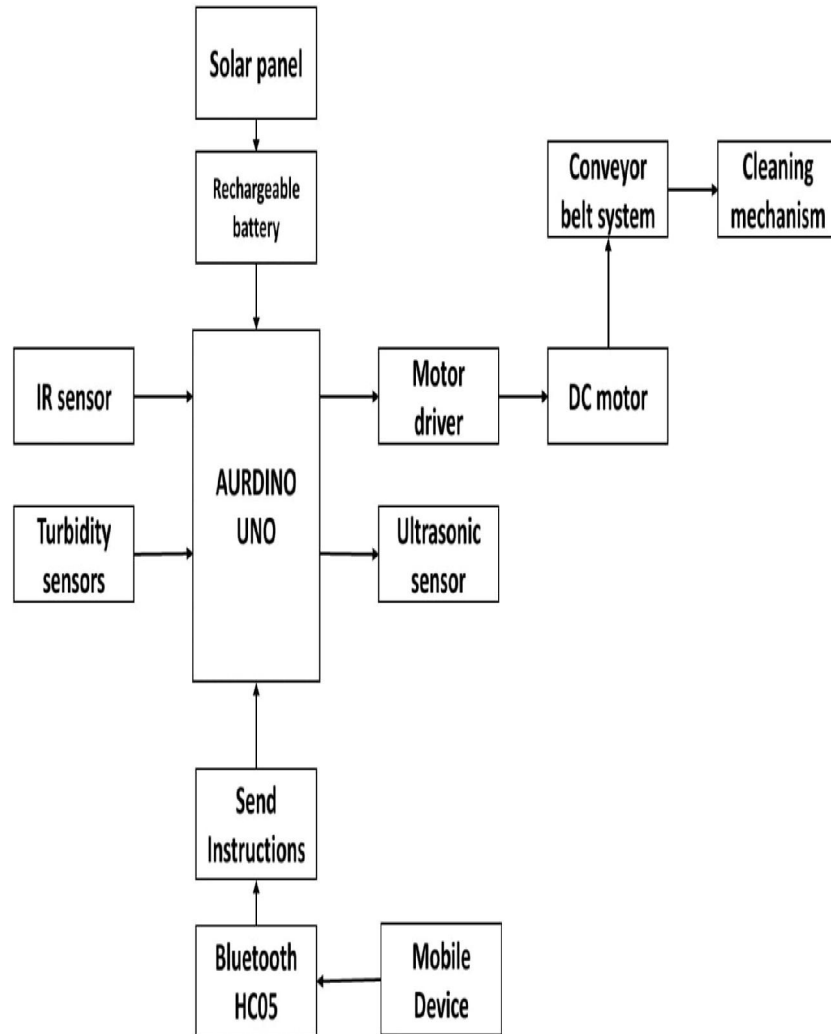 Solar panel
Rechargeable
battery
Conveyor
belt system
Cleaning
mechanism
IR sensor
Motor
driver
DC motor
AURDINO
UNO
Turbidity
sensors
Ultrasonic
sensor
Send
Instructions
Bluetooth
HC05
Mobile
Device